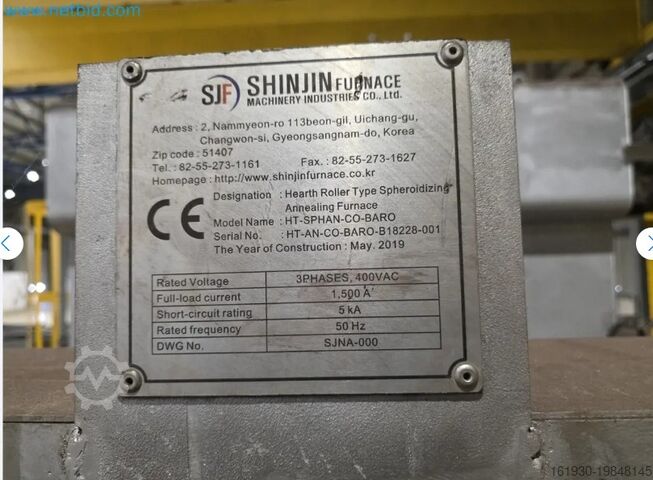 www.netbid.com
SJF SHINJIN FURNACE
MACHINERY INDUSTRIES CO., Ltd.
Address : 2, Nammyeon-ro 113beon-gil, Uichang-gu,
Changwon-si, Gyeongsangnam-do, Korea
Zip code : 51407
Tel. : 82-55-273-1161 Fax. : 82-55-273-1627
Homepage : http://www.shinjinfurnace.co.kr
CE
Designation : Hearth Roller Type Spheroidizing
Annealing Furnace
Model Name : HT-SPHAN-CO-BARO
Serial No. : HT-AN-CO-BARO-B18228-001
The Year of Construction : May. 2019
Rated Voltage 3PHASES, 400VAC
Full-load current 1,500 A
Short-circuit rating 5 kA
Rated frequency 50 Hz
DWG No. SJNA-000
MACHINESEEKER
161930-19848145